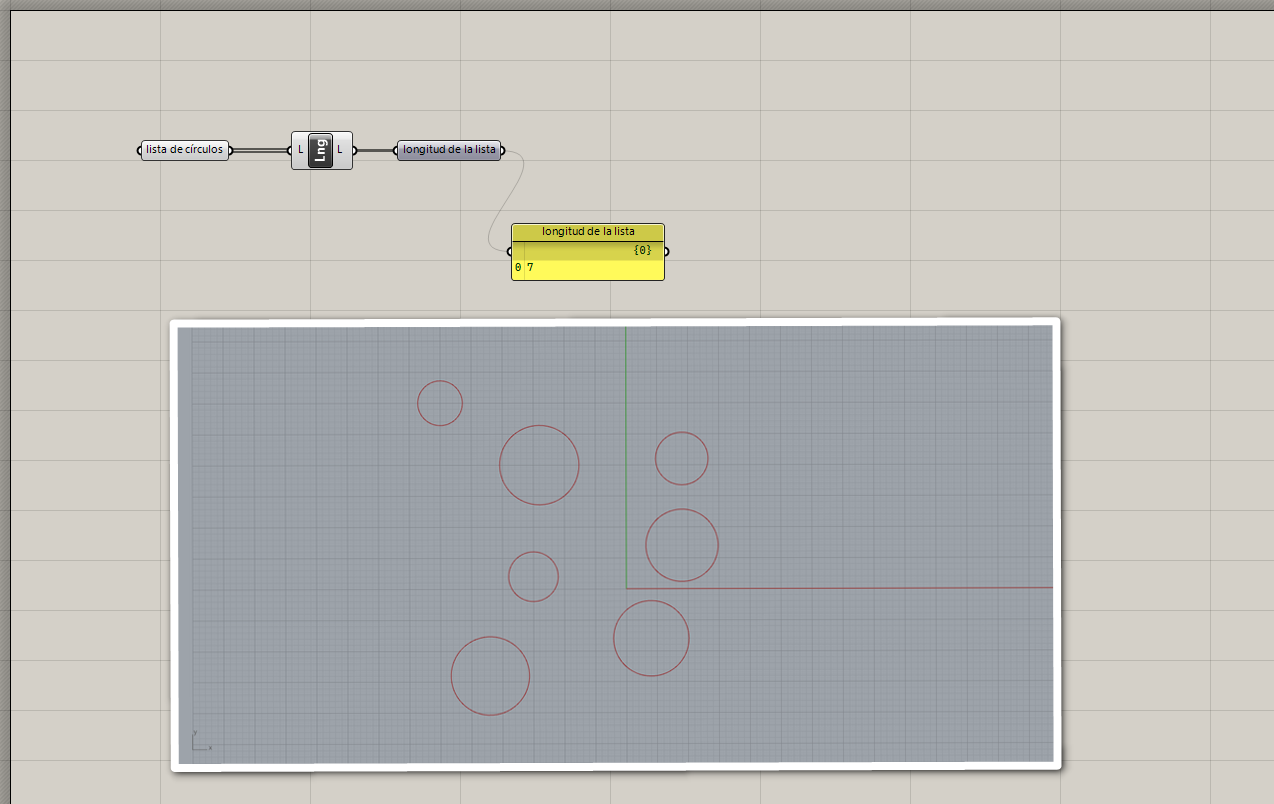 lista de círculos
L Lng L
longitud de la lista
longitud de la lista
{0}
0 7
y
x